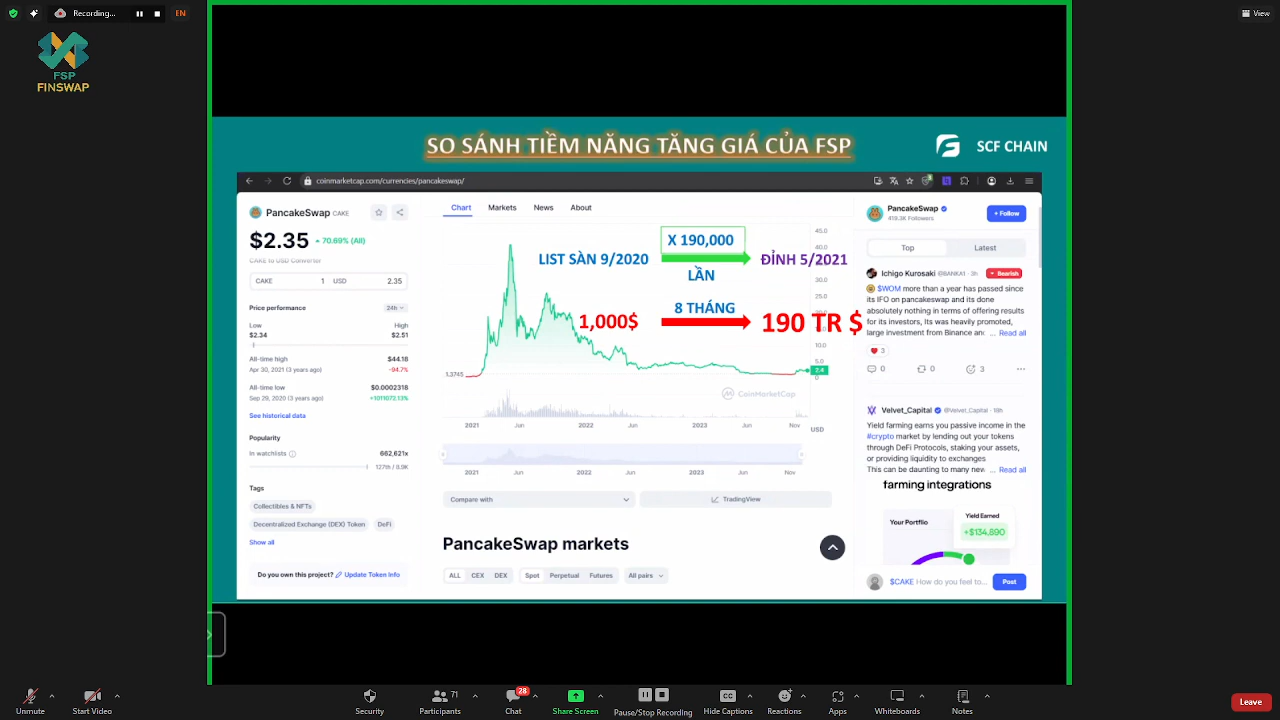 EN
View
FSP
FINSWAP
SO SÁNH TIỀM NĂNG TĂNG GIÁ CỦA FSP
SCF CHAIN
coinmarketcap.com/currencies/pancakeswap/
PancakeSwap CAKE
$2.35
70.69% (All)
CAKE to USD Converter
CAKE 1 USD 2.35
Price performance
24h
Low High
$2.34 $2.51
All-time high $44.18
Apr 30, 2021 (3 years ago) -94.7%
All-time low $0.0002318
Sep 29, 2020 (3 years ago) +1011072.13%
See historical data
Popularity
In watchlists 662,621x
127th / 8.9K
Tags
Collectibles & NFTs
Decentralized Exchange (DEX) Token DeFi
Show all
Do you own this project? Update Token Info
Chart Markets News About
X 190,000
LIST SÀN 9/2020
ĐỈNH 5/2021
LẦN
8 THÁNG
1,000$
190 TR $
45.0
40.0
30.0
25.0
10.0
5.0
2.4
0
1.3745
CoinMarketCap
2021 Jun 2022 Jun 2023 Jun Nov
USD
2021 Jun 2022 Jun 2023 Jun Nov
Compare with
TradingView
PancakeSwap markets
ALL CEX DEX Spot Perpetual Futures All pairs
PancakeSwap
419.3K Followers
+ Follow
Top Latest
Ichigo Kurosaki @BANKA1 · 3h
Bearish
$WOM more than a year has passed since
its IFO on pancakeswap and its done
absolutely nothing in terms of offering results
for its investors, Its was heavily promoted,
large investment from Binance an ... Read all
3
0 0 3
Velvet_Capital @Velvet_Capital · 19h
Yield farming earns you passive income in the
#crypto market by lending out your tokens
through DeFi Protocols, staking your assets,
or providing liquidity to exchanges
This can be daunting to many new ... Read all
farming integrations
Your Portflio
Yield Earned
+$134,890
$CAKE How do you feel to...
Post
Unmute
Start Video
Security
Participants
Chat
28
Share Screen
Pause/Stop Recording
Hide Captions
Reactions
Apps
Whiteboards
Notes
Leave